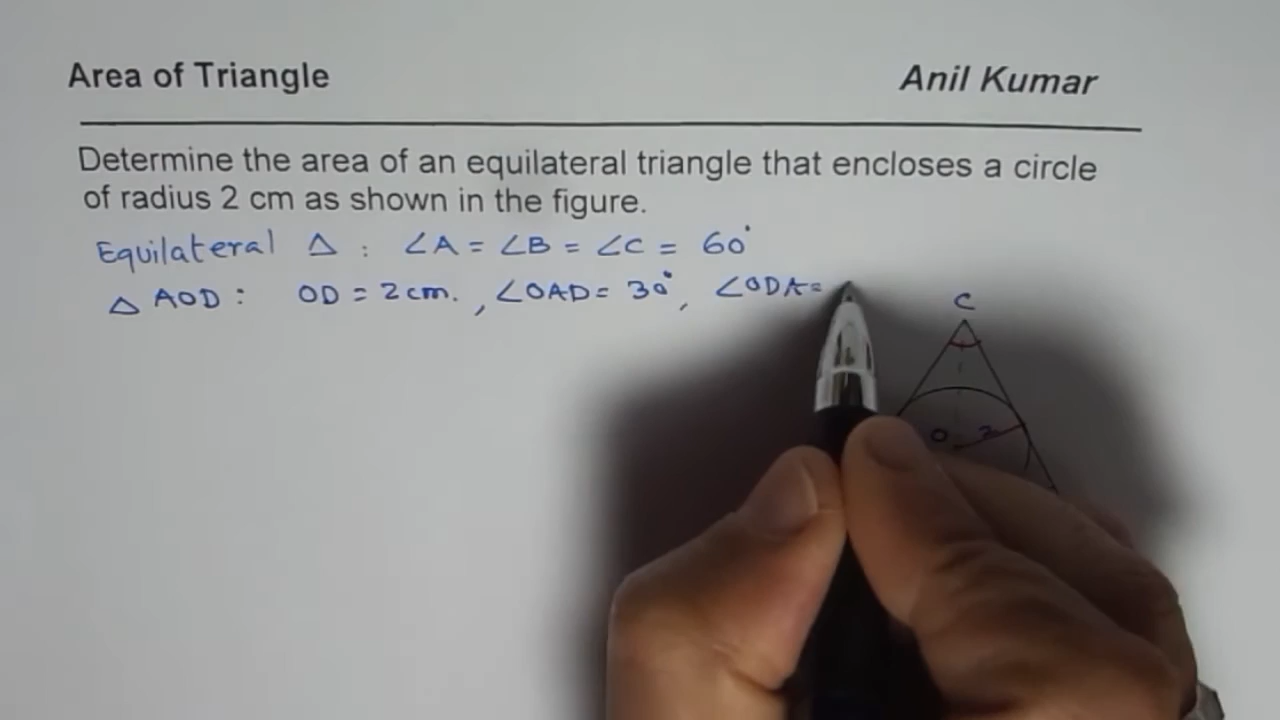 Area of Triangle Anil Kumar
Determine the area of an equilateral triangle that encloses a circle
of radius 2 cm as shown in the figure.
Equilateral Δ : ∠A = ∠B = ∠C = 60°
Δ AOD : OD = 2cm. , ∠OAD = 30° , ∠ODA =
C
O 2